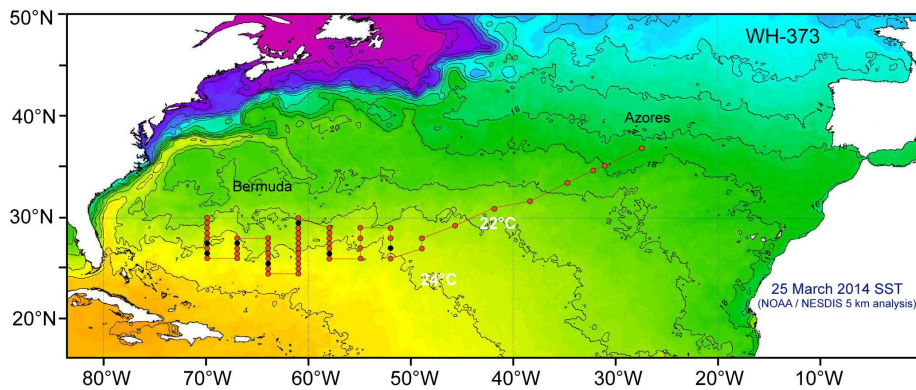 50°N
WH-373
40°N
Azores
Bermuda
30°N
22°C
24°C
25 March 2014 SST
(NOAA / NESDIS 5 km analysis)
20°N
80°W 70°W 60°W 50°W 40°W 30°W 20°W 10°W